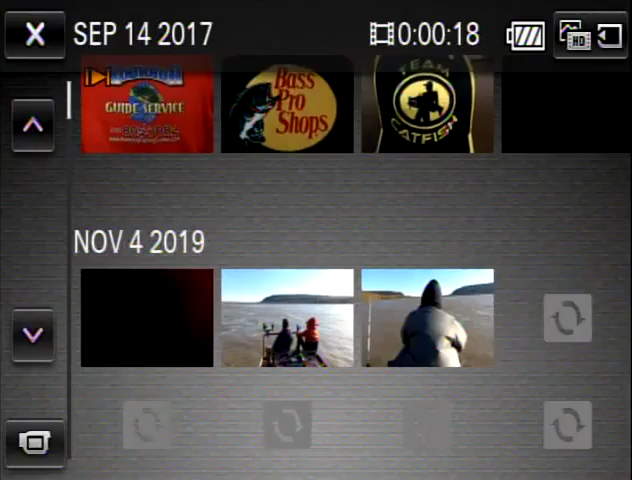 X SEP 14 2017 0:00:18
HD
GUIDE SERVICE
Bass
Pro
Shops
TEAM
CATFISH
NOV 4 2019